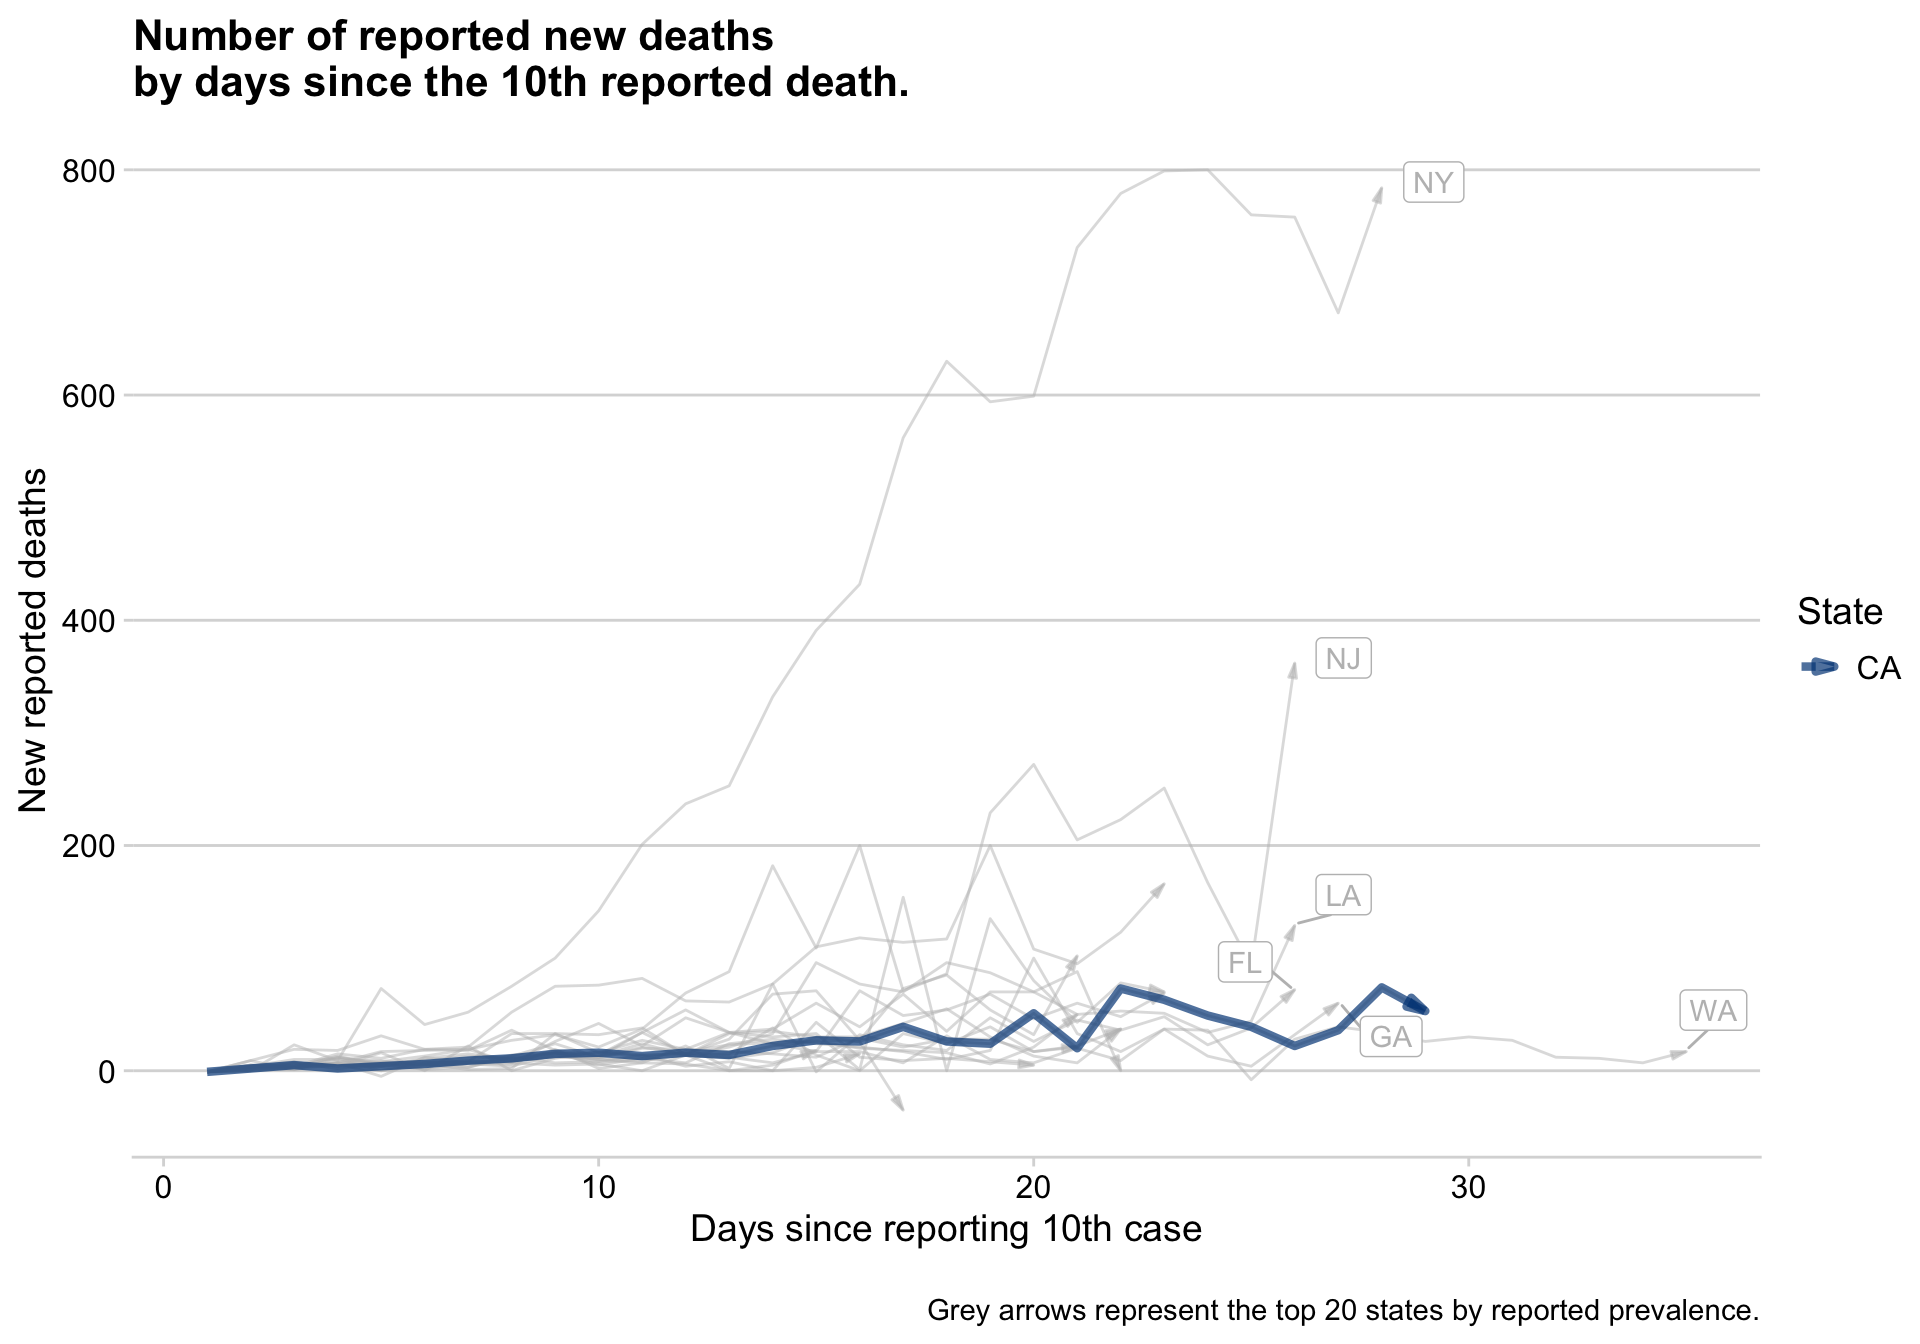 Number of reported new deaths
by days since the 10th reported death.
800
600
400
200
0
New reported deaths
NY
NJ
LA
FL
GA
WA
State
CA
0
10
20
30
Days since reporting 10th case
Grey arrows represent the top 20 states by reported prevalence.